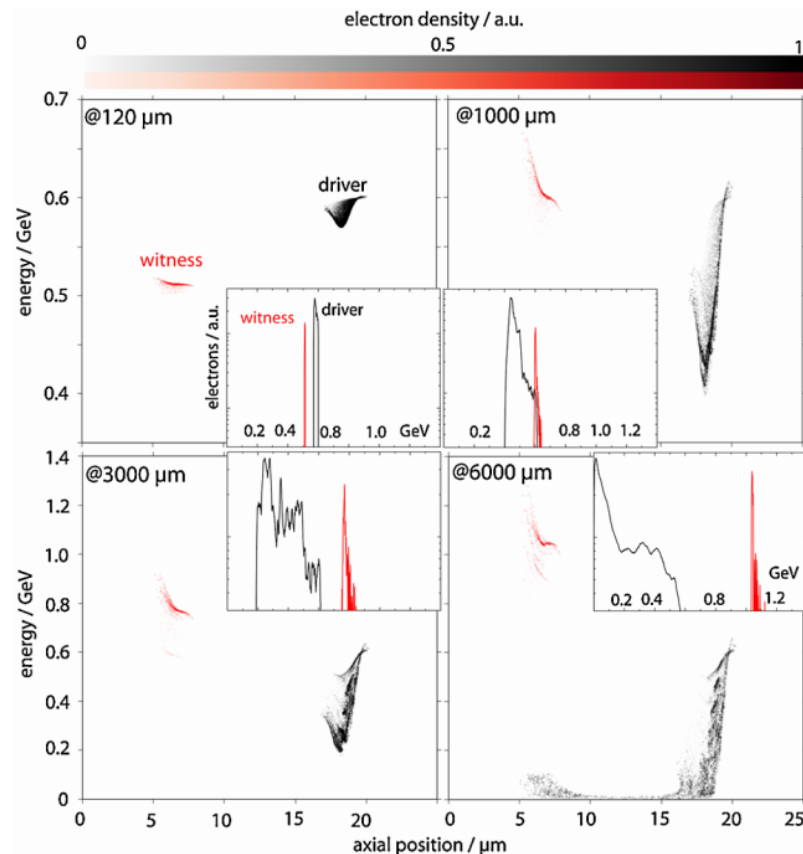 electron density / a.u.
0 0.5 1
@120 µm
@1000 µm
0.7
0.6
0.5
0.4
energy / GeV
driver
witness
witness driver
electrons / a.u.
0.2 0.4 0.8 1.0 GeV
0.2 0.8 1.0 1.2
@3000 µm
@6000 µm
1.4
1.2
1.0
0.8
0.6
0.4
0.2
0
energy / GeV
GeV
0.2 0.4 0.8 1.2
0 5 10 15 20
0 5 10 15 20 25
axial position / µm